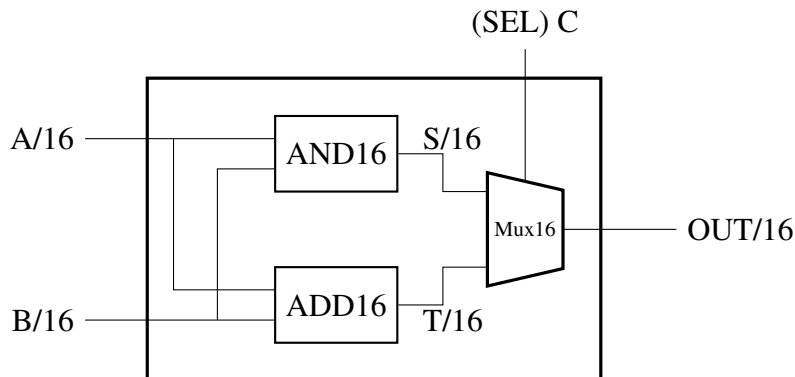 (SEL) C
A/16
AND16
S/16
Mux16
OUT/16
ADD16
B/16
T/16